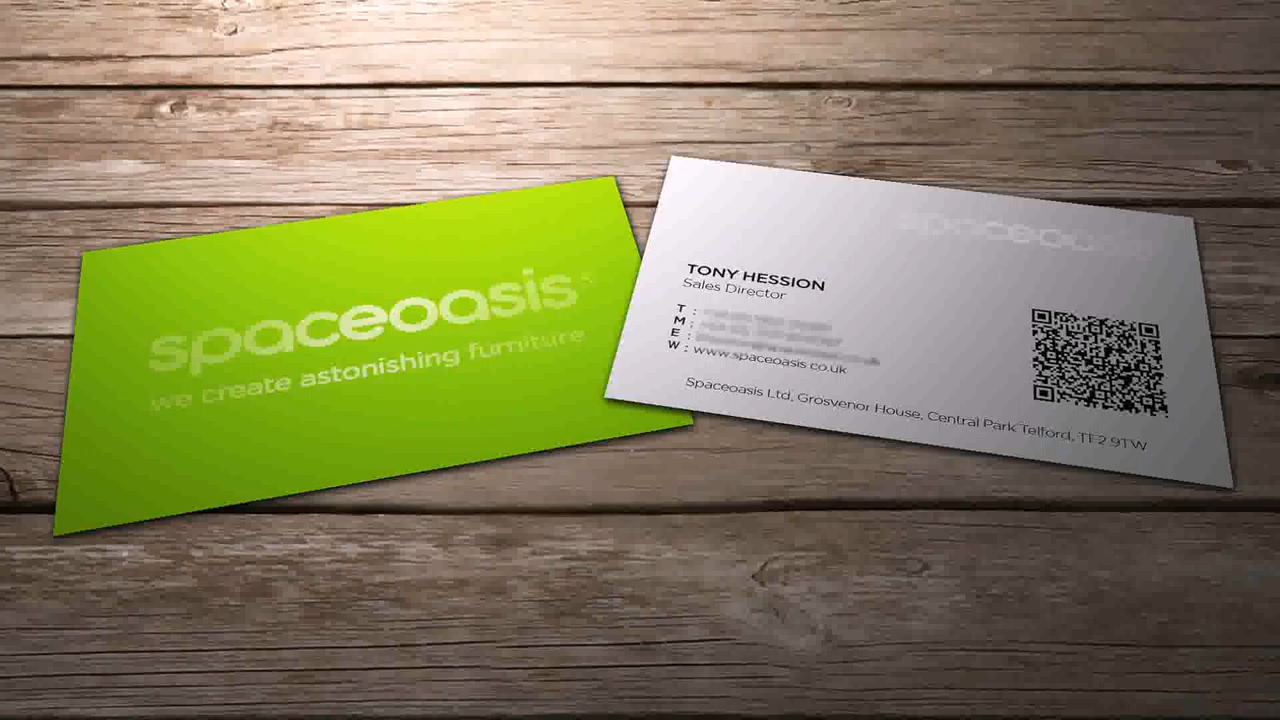 spaceoasis
we create astonishing furniture
spaceoasis
TONY HESSION
Sales Director
T :
M :
E :
W : www.spaceoasis.co.uk
Spaceoasis Ltd, Grosvenor House, Central Park Telford, TF2 9TW